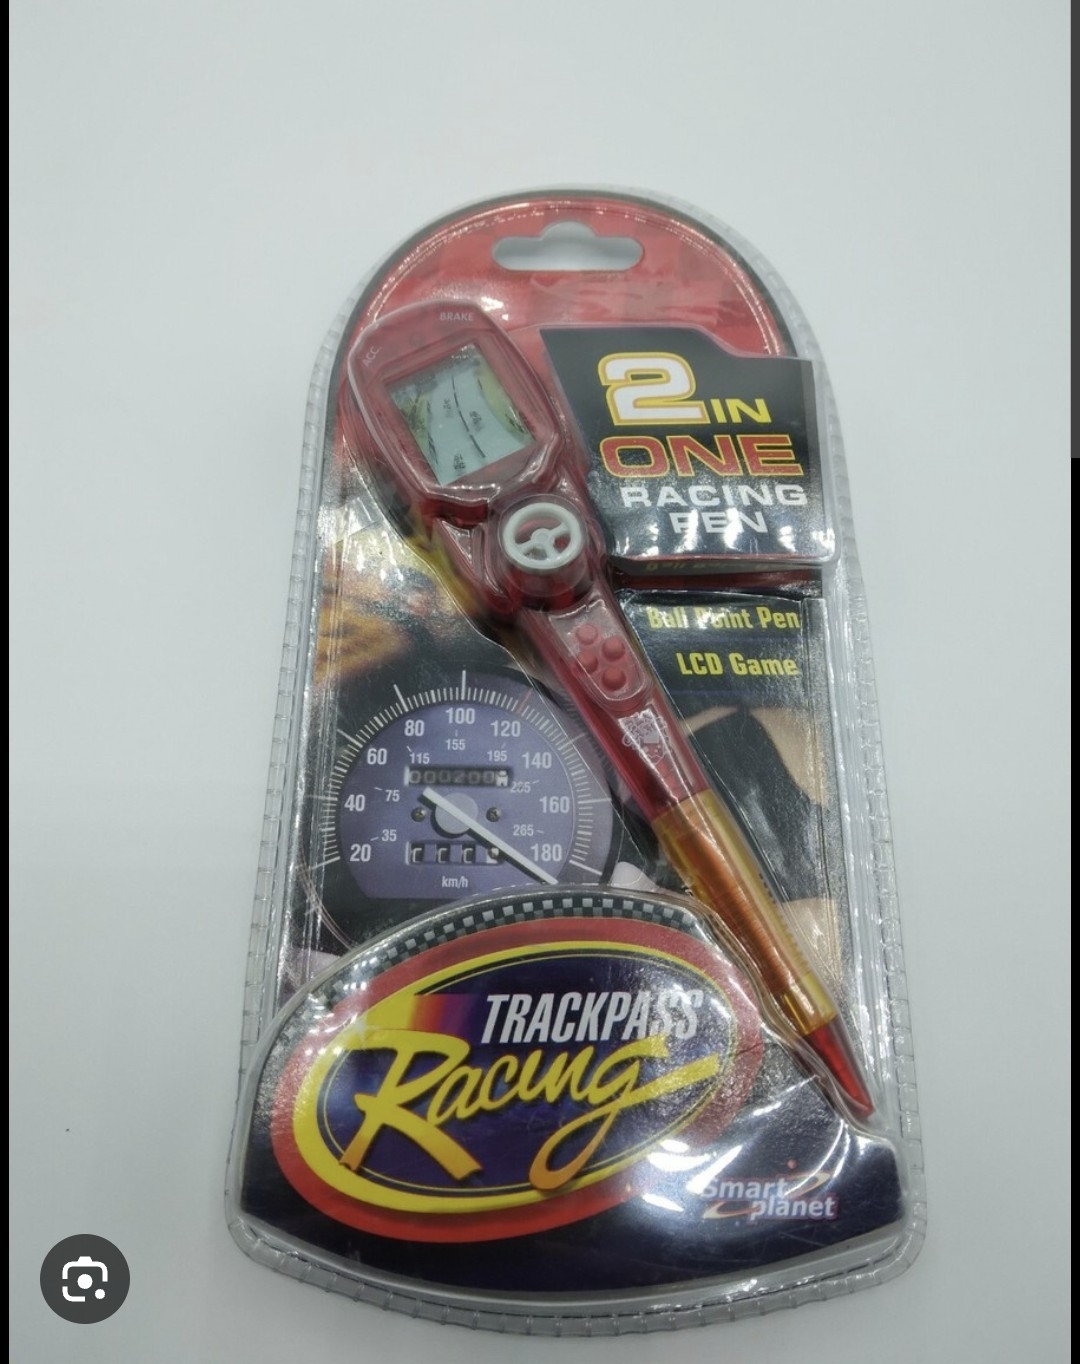 BRAKE
ACC
2 IN
ONE
RACING
PEN
Ball Point Pen
LCD Game
80 100 120
60 115 155 195 140
40 75 160
35 265
20 180
km/h
TRACKPASS
Racing
Smart
planet